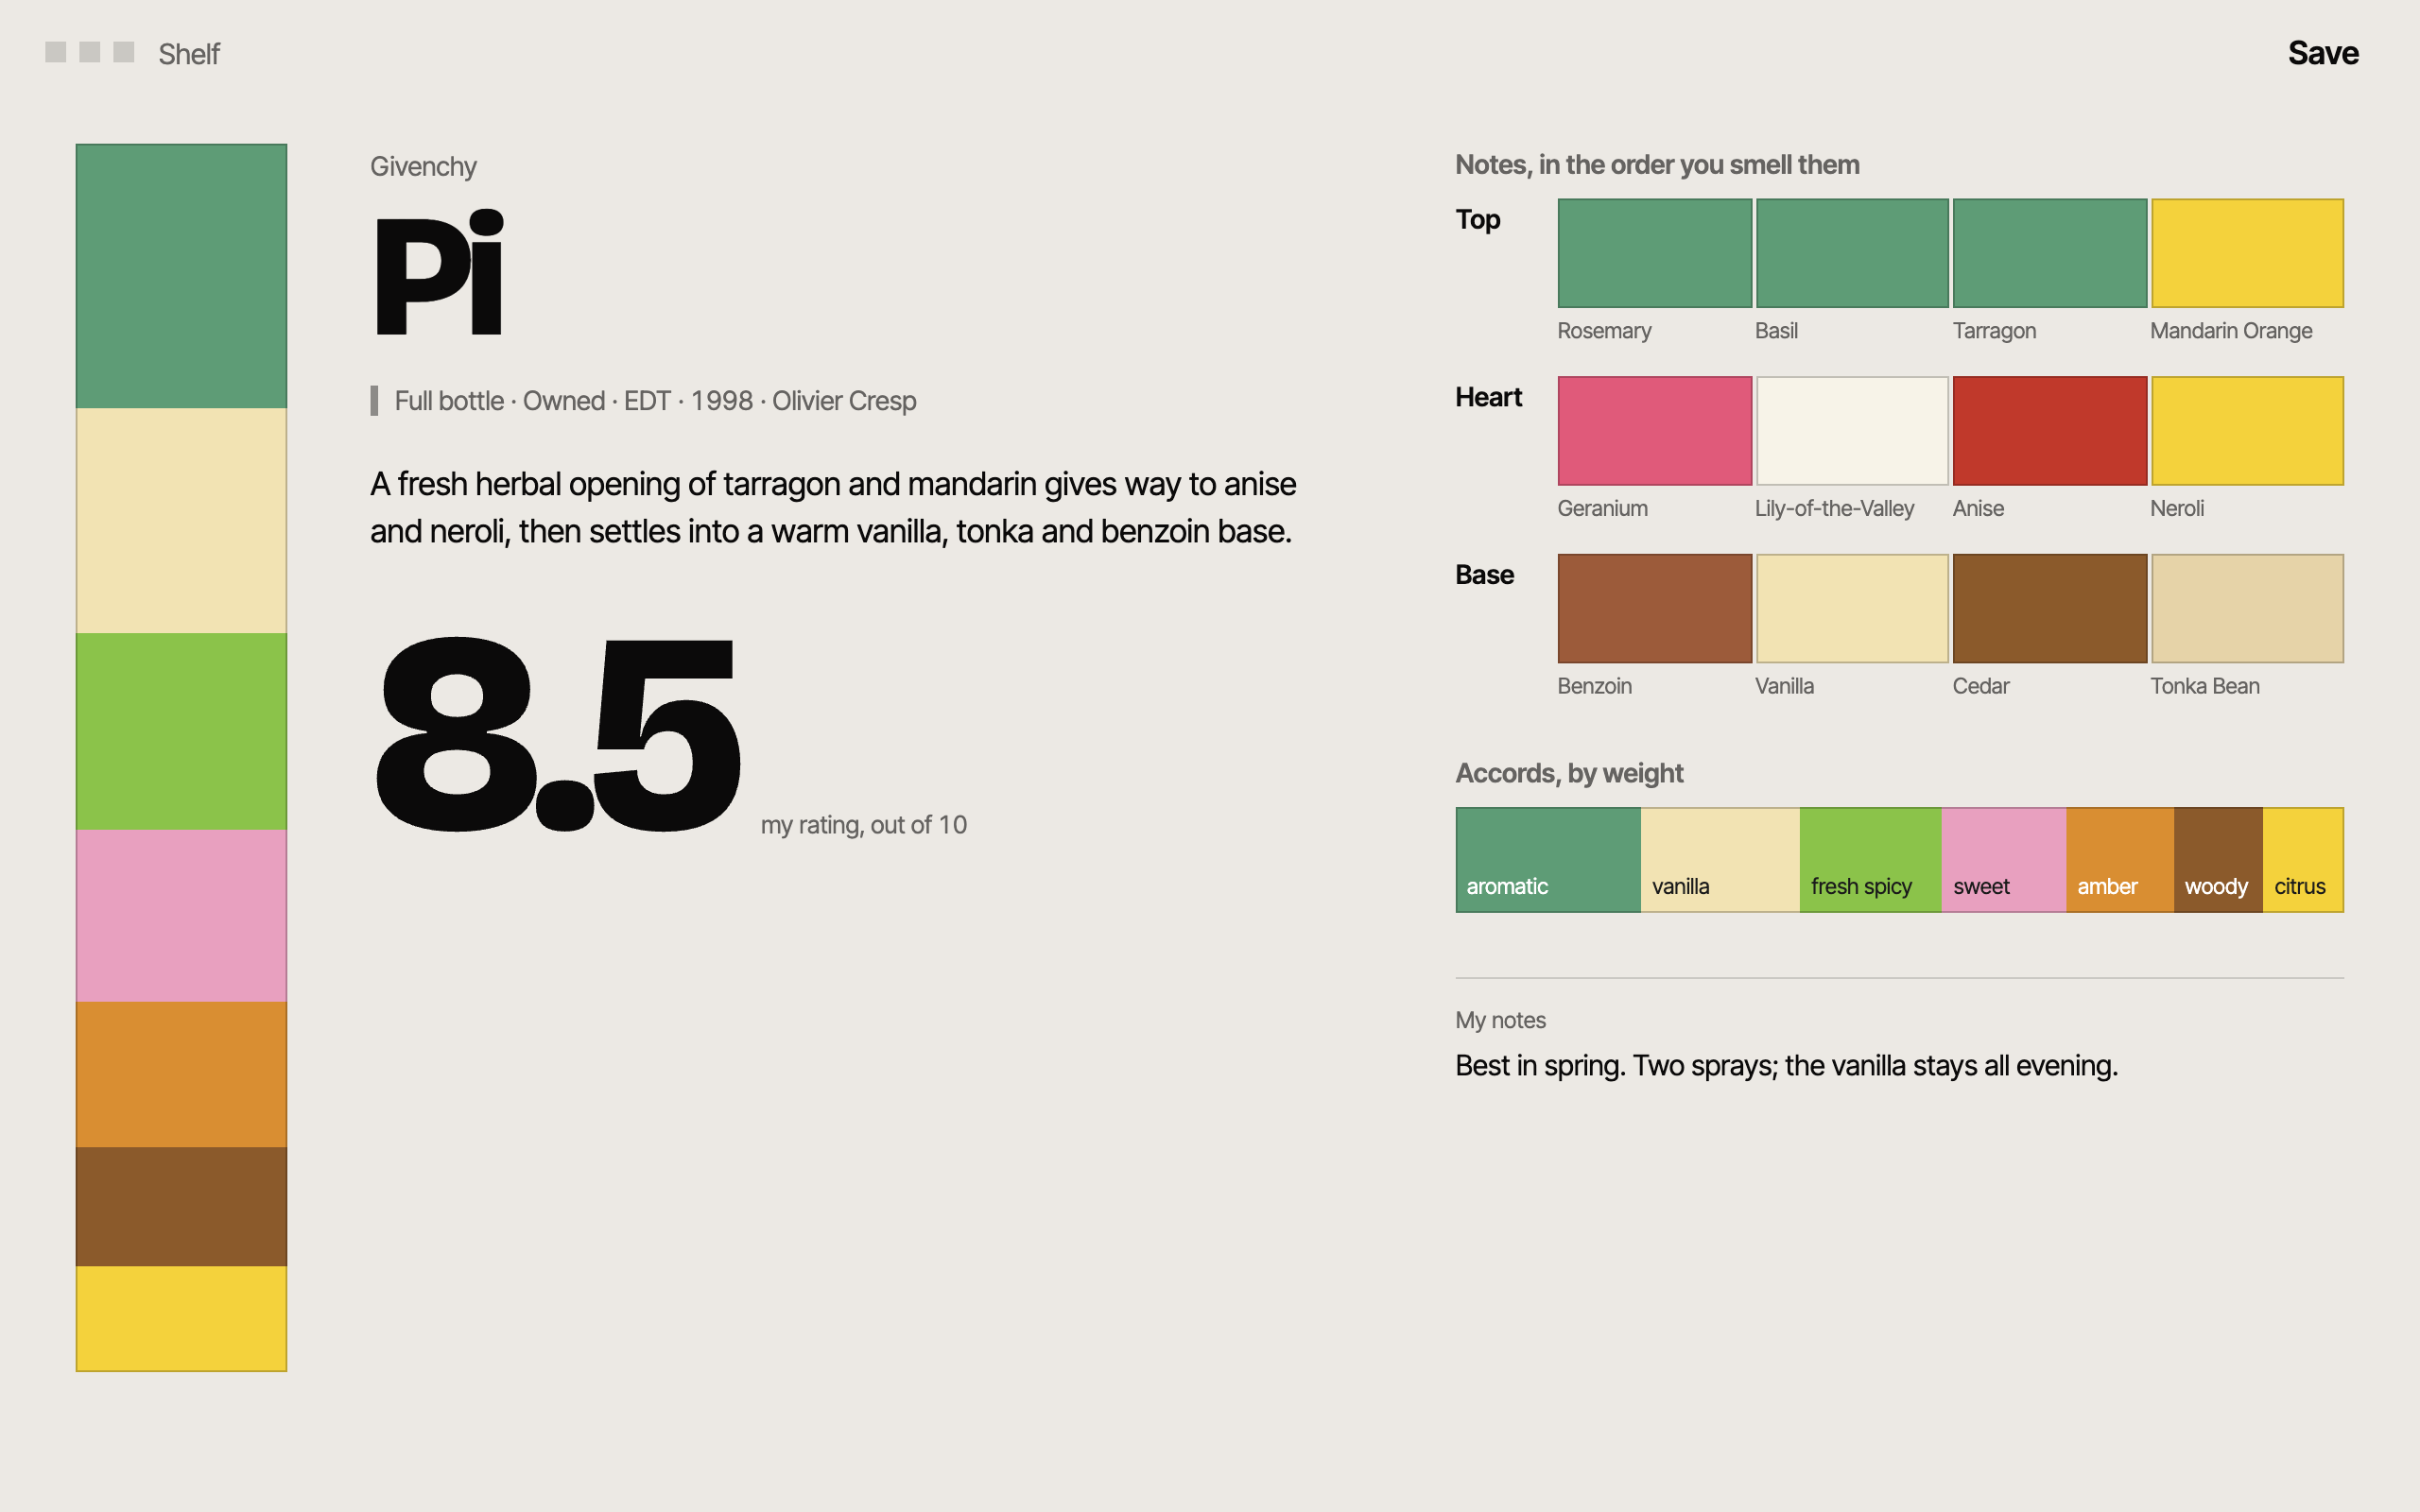 Shelf
Save
Givenchy
Pi
Full bottle · Owned · EDT · 1998 · Olivier Cresp
A fresh herbal opening of tarragon and mandarin gives way to anise
and neroli, then settles into a warm vanilla, tonka and benzoin base.
8.5 my rating, out of 10
Notes, in the order you smell them
Top
Rosemary Basil Tarragon Mandarin Orange
Heart
Geranium Lily-of-the-Valley Anise Neroli
Base
Benzoin Vanilla Cedar Tonka Bean
Accords, by weight
aromatic vanilla fresh spicy sweet amber woody citrus
My notes
Best in spring. Two sprays; the vanilla stays all evening.